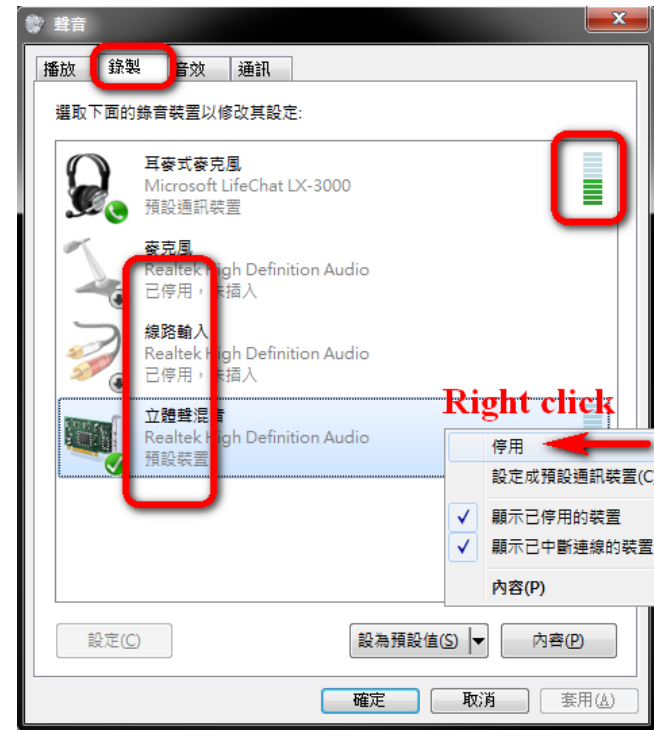 聲音
播放
錄製
音效
通訊
選取下面的錄音裝置以修改其設定:
耳麥式麥克風
Microsoft LifeChat LX-3000
預設通訊裝置
麥克風
Realtek High Definition Audio
已停用，未插入
線路輸入
Realtek High Definition Audio
已停用，未插入
立體聲混音
Realtek High Definition Audio
預設裝置
Right click
停用
設定成預設通訊裝置(C)
顯示已停用的裝置
顯示已中斷連線的裝置
內容(P)
設定(C)
設為預設值(S)
內容(P)
確定
取消
套用(A)